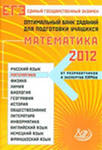 ЕГЭ ЕДИНЫЙ ГОСУДАРСТВЕННЫЙ ЭКЗАМЕН
ОПТИМАЛЬНЫЙ БАНК ЗАДАНИЙ
ДЛЯ ПОДГОТОВКИ УЧАЩИХСЯ
МАТЕМАТИКА
2012
РУССКИЙ ЯЗЫК
МАТЕМАТИКА
ФИЗИКА
ХИМИЯ
БИОЛОГИЯ
ГЕОГРАФИЯ
ИСТОРИЯ
ОБЩЕСТВОЗНАНИЕ
ЛИТЕРАТУРА
ИНФОРМАТИКА
АНГЛИЙСКИЙ ЯЗЫК
НЕМЕЦКИЙ ЯЗЫК
ФРАНЦУЗСКИЙ ЯЗЫК